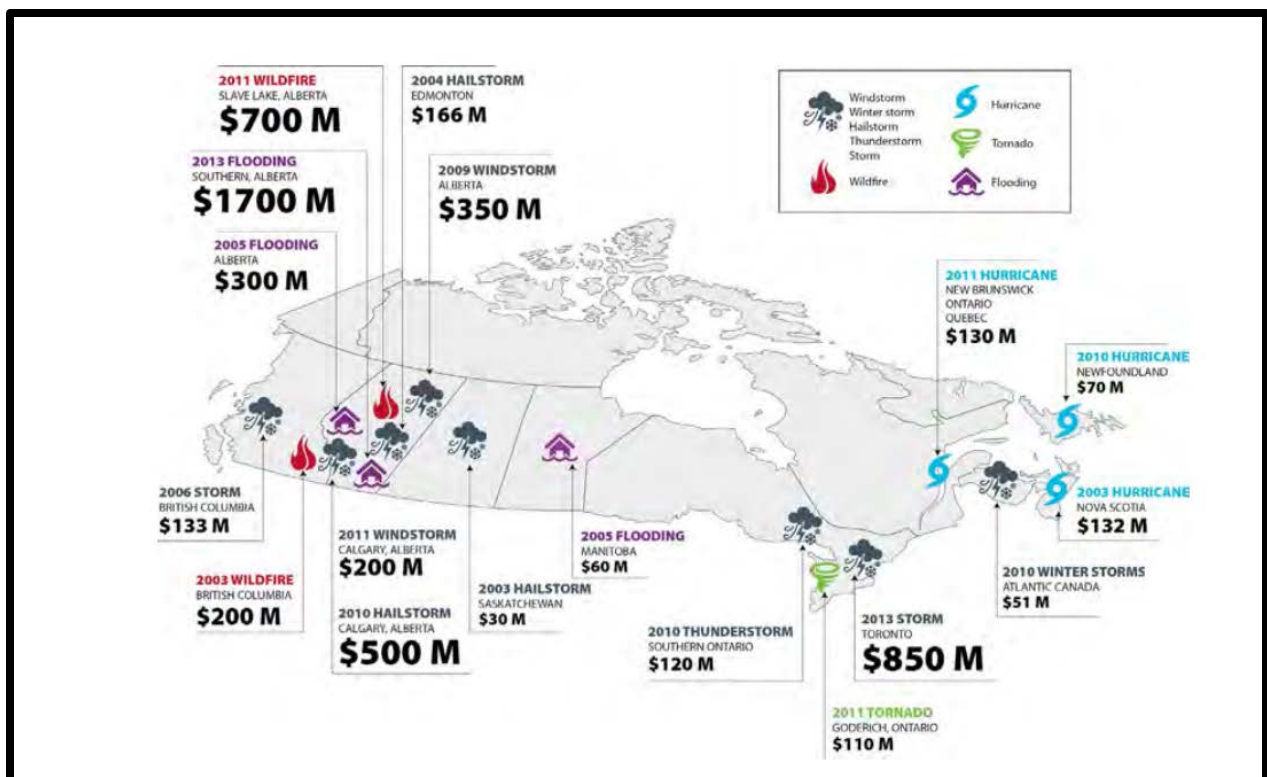 2011 WILDFIRE
SLAVE LAKE, ALBERTA
$700 M
2004 HAILSTORM
EDMONTON
$166 M
2013 FLOODING
SOUTHERN, ALBERTA
$1700 M
2009 WINDSTORM
ALBERTA
$350 M
2005 FLOODING
ALBERTA
$300 M
Windstorm
Winter storm
Hailstorm
Thunderstorm
Storm
Wildfire
Hurricane
Tornado
Flooding
2011 HURRICANE
NEW BRUNSWICK
ONTARIO
QUEBEC
$130 M
2010 HURRICANE
NEWFOUNDLAND
$70 M
2006 STORM
BRITISH COLUMBIA
$133 M
2003 WILDFIRE
BRITISH COLUMBIA
$200 M
2011 WINDSTORM
CALGARY, ALBERTA
$200 M
2010 HAILSTORM
CALGARY, ALBERTA
$500 M
2003 HAILSTORM
SASKATCHEWAN
$30 M
2005 FLOODING
MANITOBA
$60 M
2010 THUNDERSTORM
SOUTHERN ONTARIO
$120 M
2013 STORM
TORONTO
$850 M
2011 TORNADO
GODERICH, ONTARIO
$110 M
2003 HURRICANE
NOVA SCOTIA
$132 M
2010 WINTER STORMS
ATLANTIC CANADA
$51 M